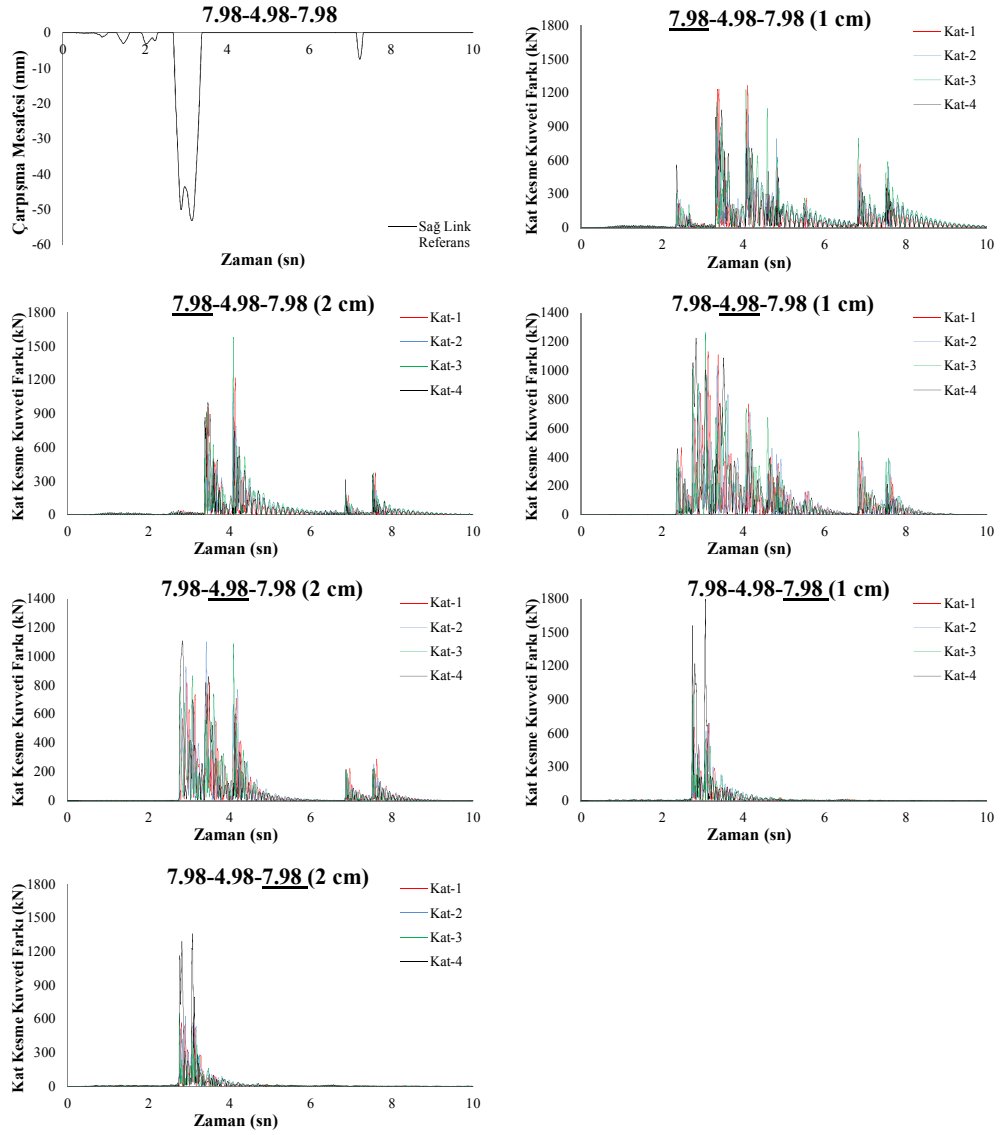 7.98-4.98-7.98
Çarpışma Mesafesi (mm)
0
-10
-20
-30
-40
-50
-60
0 2 4 6 8 10
Sağ Link
Referans
Zaman (sn)
7.98-4.98-7.98 (1 cm)
Kat Kesme Kuvveti Farkı (kN)
1800
1500
1200
900
600
300
0
0 2 4 6 8 10
Kat-1
Kat-2
Kat-3
Kat-4
Zaman (sn)
7.98-4.98-7.98 (2 cm)
Kat Kesme Kuvveti Farkı (kN)
1800
1500
1200
900
600
300
0
0 2 4 6 8 10
Kat-1
Kat-2
Kat-3
Kat-4
Zaman (sn)
7.98-4.98-7.98 (1 cm)
Kat Kesme Kuvveti Farkı (kN)
1400
1200
1000
800
600
400
200
0
0 2 4 6 8 10
Kat-1
Kat-2
Kat-3
Kat-4
Zaman (sn)
7.98-4.98-7.98 (2 cm)
Kat Kesme Kuvveti Farkı (kN)
1400
1200
1000
800
600
400
200
0
0 2 4 6 8 10
Kat-1
Kat-2
Kat-3
Kat-4
Zaman (sn)
7.98-4.98-7.98 (1 cm)
Kat Kesme Kuvveti Farkı (kN)
1800
1500
1200
900
600
300
0
0 2 4 6 8 10
Kat-1
Kat-2
Kat-3
Kat-4
Zaman (sn)
7.98-4.98-7.98 (2 cm)
Kat Kesme Kuvveti Farkı (kN)
1800
1500
1200
900
600
300
0
0 2 4 6 8 10
Kat-1
Kat-2
Kat-3
Kat-4
Zaman (sn)